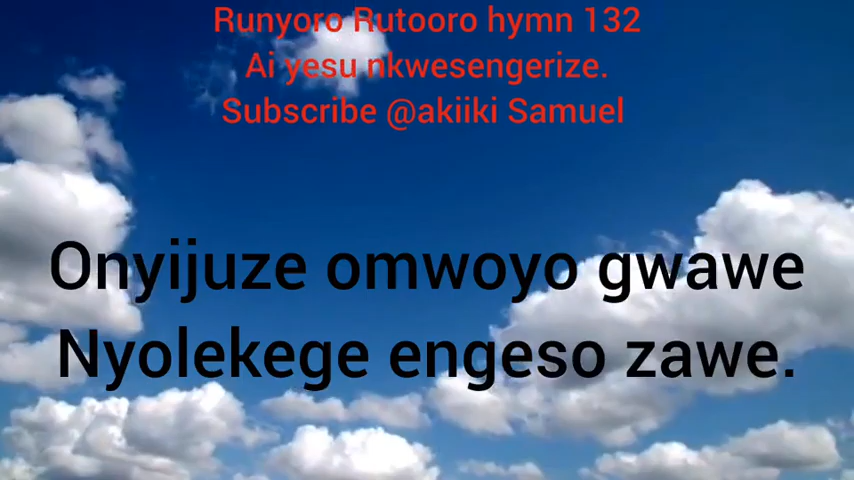 Runyoro Rutooro hymn 132
Ai yesu nkwesengerize.
Subscribe @akiiki Samuel
Onyijuze omwoyo gwawe
Nyolekege engeso zawe.